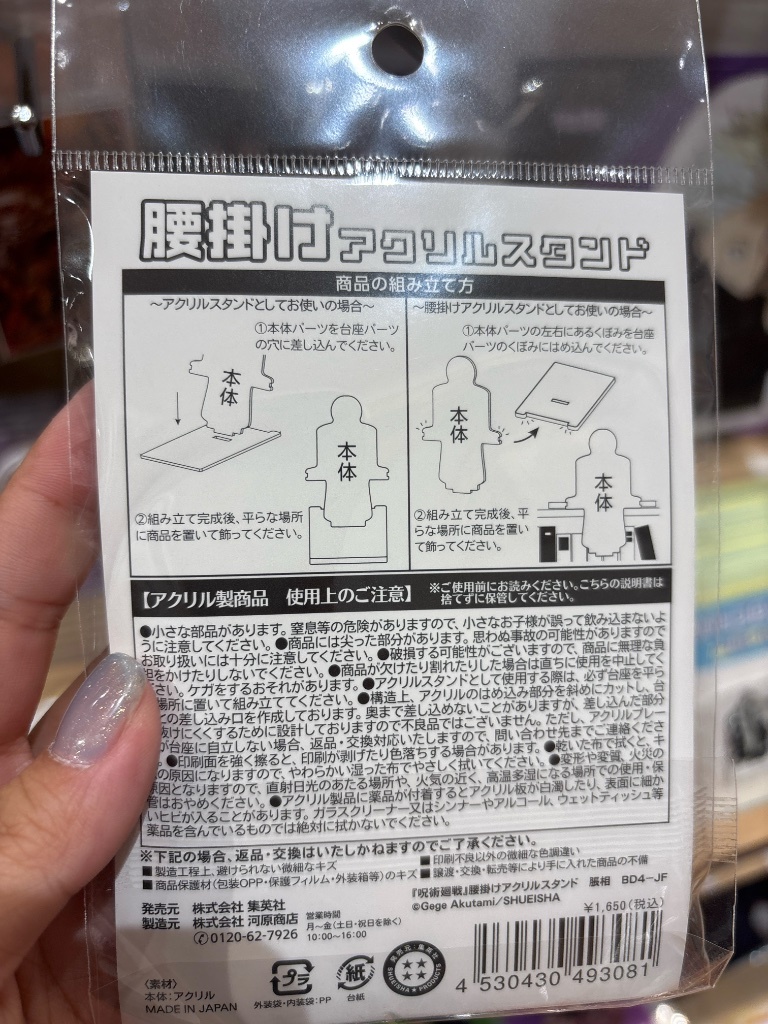 腰掛けアクリルスタンド
商品の組み立て方
～アクリルスタンドとしてお使いの場合～
①本体パーツを台座パーツ
の穴に差し込んでください。
本体
本体
②組み立て完成後、平らな場所
に商品を置いて飾ってください。
～腰掛けアクリルスタンドとしてお使いの場合～
①本体パーツの左右にあるくぼみを台座
パーツのくぼみにはめ込んでください。
本体
本体
②組み立て完成後、平
らな場所に商品を置い
て飾ってください。
【アクリル製商品 使用上のご注意】
※ご使用前にお読みください。こちらの説明書は
捨てずに保管してください。
●小さな部品があります。窒息等の危険がありますので、小さなお子様が誤って飲み込まないよ
うに注意してください。●商品には尖った部分があります。思わぬ事故の可能性がありますので
お取り扱いには十分に注意してください。●破損する可能性がございますので、商品に無理な負
担をかけたりしないでください。●商品が欠けたり割れたりした場合は直ちに使用を中止してく
ださい。ケガをするおそれがあります。●アクリルスタンドとして使用する際は、必ず台座を平ら
場所に置いて組み立ててください。●構造上、アクリルのはめ込み部分を斜めにカットし、台
との差し込み口を作成しております。奥まで差し込めないことがありますが、差し込んだ部分
抜けにくくするために設計しておりますので不良品ではございません。ただし、アクリルプレー
が台座に自立しない場合、返品・交換対応いたしますので、問い合わせ先までご連絡くださ
●印刷面を強く擦ると、印刷が剥げたり色落ちする場合があります。●乾いた布で拭くと、キ
の原因になりますので、やわらかい湿った布でやさしく拭いてください。●変形や変質、火災の
原因となりますので、直射日光のあたる場所や、火気の近く、高温多湿になる場所での使用・保
管はおやめください。●アクリル製品に薬品が付着するとアクリル板が白濁したり、表面に細か
いヒビが入ることがあります。ガラスクリーナー又はシンナーやアルコール、ウェットティッシュ等
薬品を含んでいるものでは絶対に拭かないでください。
※下記の場合、返品・交換はいたしかねますのでご了承ください。
■製造工程上、避けられない微細なキズ ■印刷不良以外の微細な色調違い
■商品保護材(包装OPP・保護フィルム・外装箱等)のキズ ■譲渡・交換・転売等により手に入れた商品の不備
『呪術廻戦』腰掛けアクリルスタンド 脹相 BD4-JF
©Gege Akutami/SHUEISHA
発売元 株式会社 集英社
製造元 株式会社 河原商店
✆0120-62-7926
営業時間
月～金(土日・祝日を除く)
10:00～16:00
¥1,650(税込)
〈素材〉
本体：アクリル
MADE IN JAPAN
プラ
外装袋・内装袋：PP
紙
台紙
発売元：集英社
SHUEISHA PRODUCTS
4 530430 493081